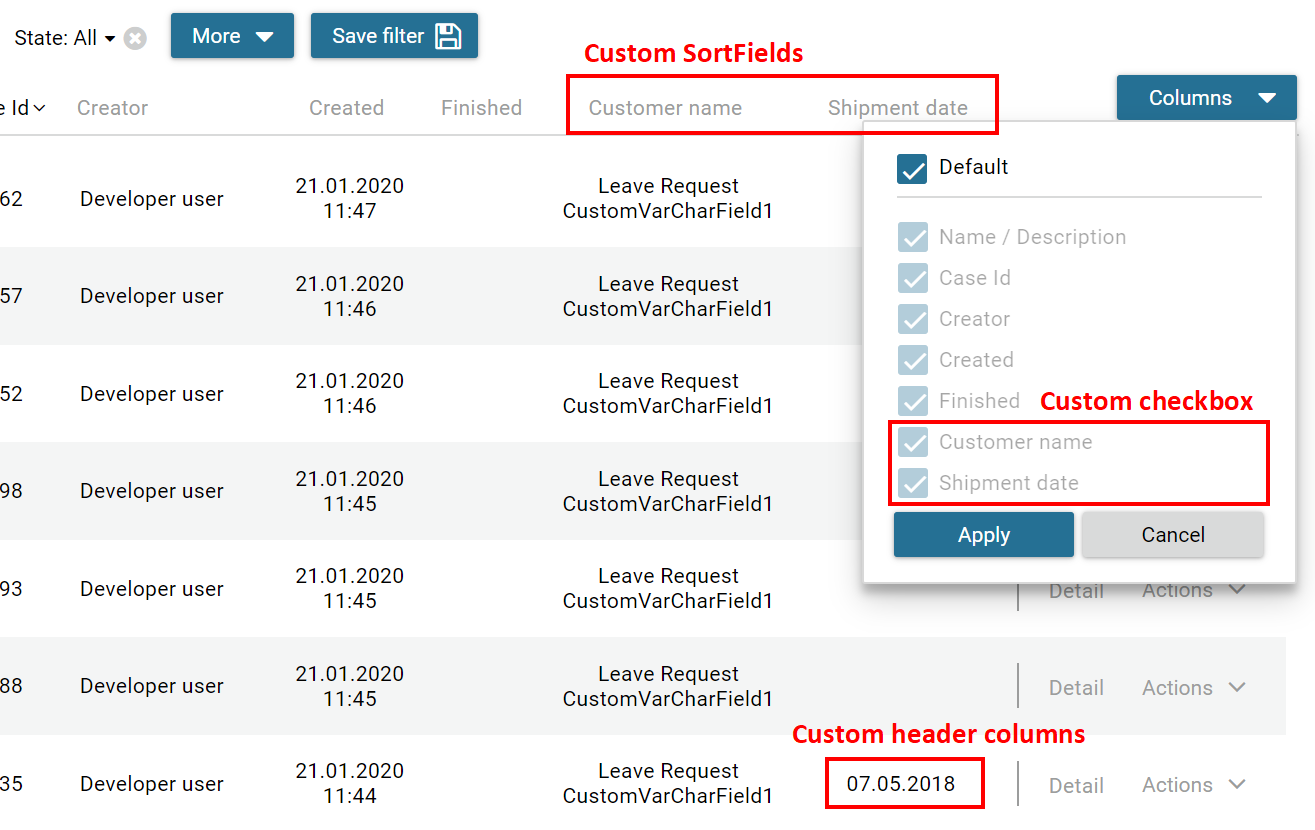 State: All
More
Save filter
Custom SortFields
e Id
Creator
Created
Finished
Customer name
Shipment date
Columns
Default
Name / Description
Case Id
Creator
Created
Finished
Custom checkbox
Customer name
Shipment date
Apply
Cancel
62
Developer user
21.01.2020
11:47
Leave Request
CustomVarCharField1
57
Developer user
21.01.2020
11:46
Leave Request
CustomVarCharField1
52
Developer user
21.01.2020
11:46
Leave Request
CustomVarCharField1
98
Developer user
21.01.2020
11:45
Leave Request
CustomVarCharField1
93
Developer user
21.01.2020
11:45
Leave Request
CustomVarCharField1
Detail
Actions
88
Developer user
21.01.2020
11:45
Leave Request
CustomVarCharField1
Detail
Actions
Custom header columns
35
Developer user
21.01.2020
11:44
Leave Request
CustomVarCharField1
07.05.2018
Detail
Actions